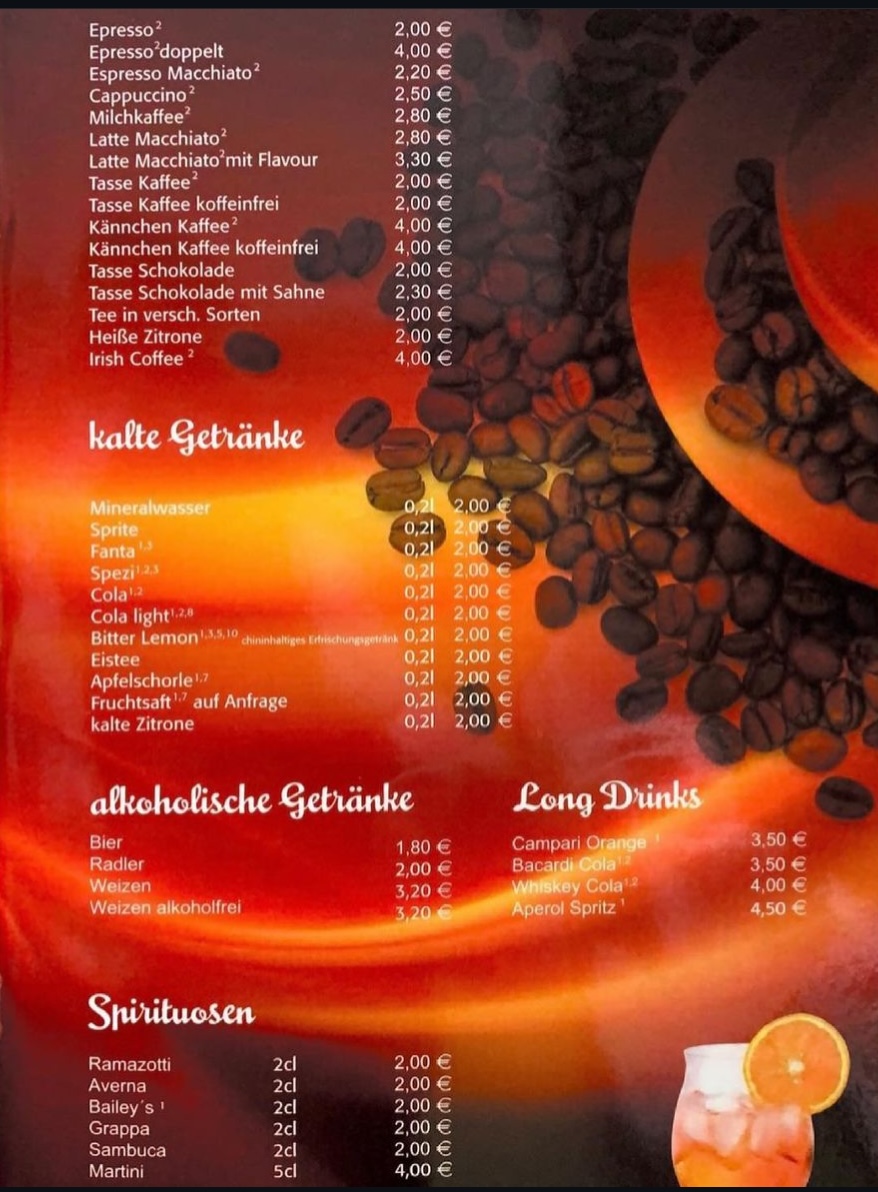 Epresso² 2,00 €
Epresso²doppelt 4,00 €
Espresso Macchiato² 2,20 €
Cappuccino² 2,50 €
Milchkaffee² 2,80 €
Latte Macchiato² 2,80 €
Latte Macchiato²mit Flavour 3,30 €
Tasse Kaffee² 2,00 €
Tasse Kaffee koffeinfrei 2,00 €
Kännchen Kaffee² 4,00 €
Kännchen Kaffee koffeinfrei 4,00 €
Tasse Schokolade 2,00 €
Tasse Schokolade mit Sahne 2,30 €
Tee in versch. Sorten 2,00 €
Heiße Zitrone 2,00 €
Irish Coffee ² 4,00 €
kalte Getränke
Mineralwasser 0,2l 2,00 €
Sprite 0,2l 2,00 €
Fanta ¹,³ 0,2l 2,00 €
Spezi¹,²,³ 0,2l 2,00 €
Cola¹,² 0,2l 2,00 €
Cola light¹,²,⁸ 0,2l 2,00 €
Bitter Lemon¹,³,⁵,¹⁰ chininhaltiges Erfrischungsgetränk 0,2l 2,00 €
Eistee 0,2l 2,00 €
Apfelschorle¹,⁷ 0,2l 2,00 €
Fruchtsaft¹,⁷ auf Anfrage 0,2l 2,00 €
kalte Zitrone 0,2l 2,00 €
alkoholische Getränke
Bier 1,80 €
Radler 2,00 €
Weizen 3,20 €
Weizen alkoholfrei 3,20 €
Long Drinks
Campari Orange ¹ 3,50 €
Bacardi Cola¹,² 3,50 €
Whiskey Cola¹,² 4,00 €
Aperol Spritz ¹ 4,50 €
Spirituosen
Ramazotti 2cl 2,00 €
Averna 2cl 2,00 €
Bailey´s ¹ 2cl 2,00 €
Grappa 2cl 2,00 €
Sambuca 2cl 2,00 €
Martini 5cl 4,00 €